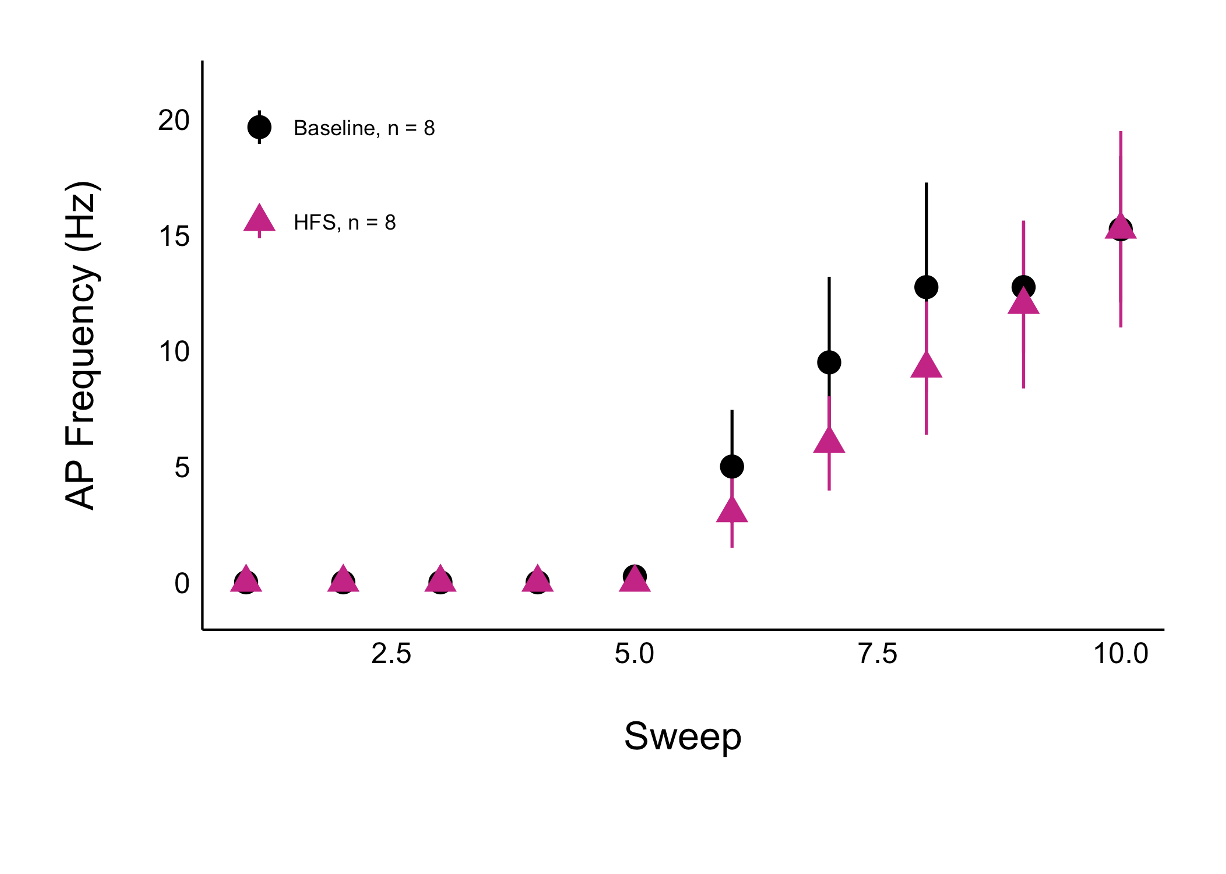 AP Frequency (Hz)
20
15
10
5
0
Baseline, n = 8
HFS, n = 8
2.5 5.0 7.5 10.0
Sweep